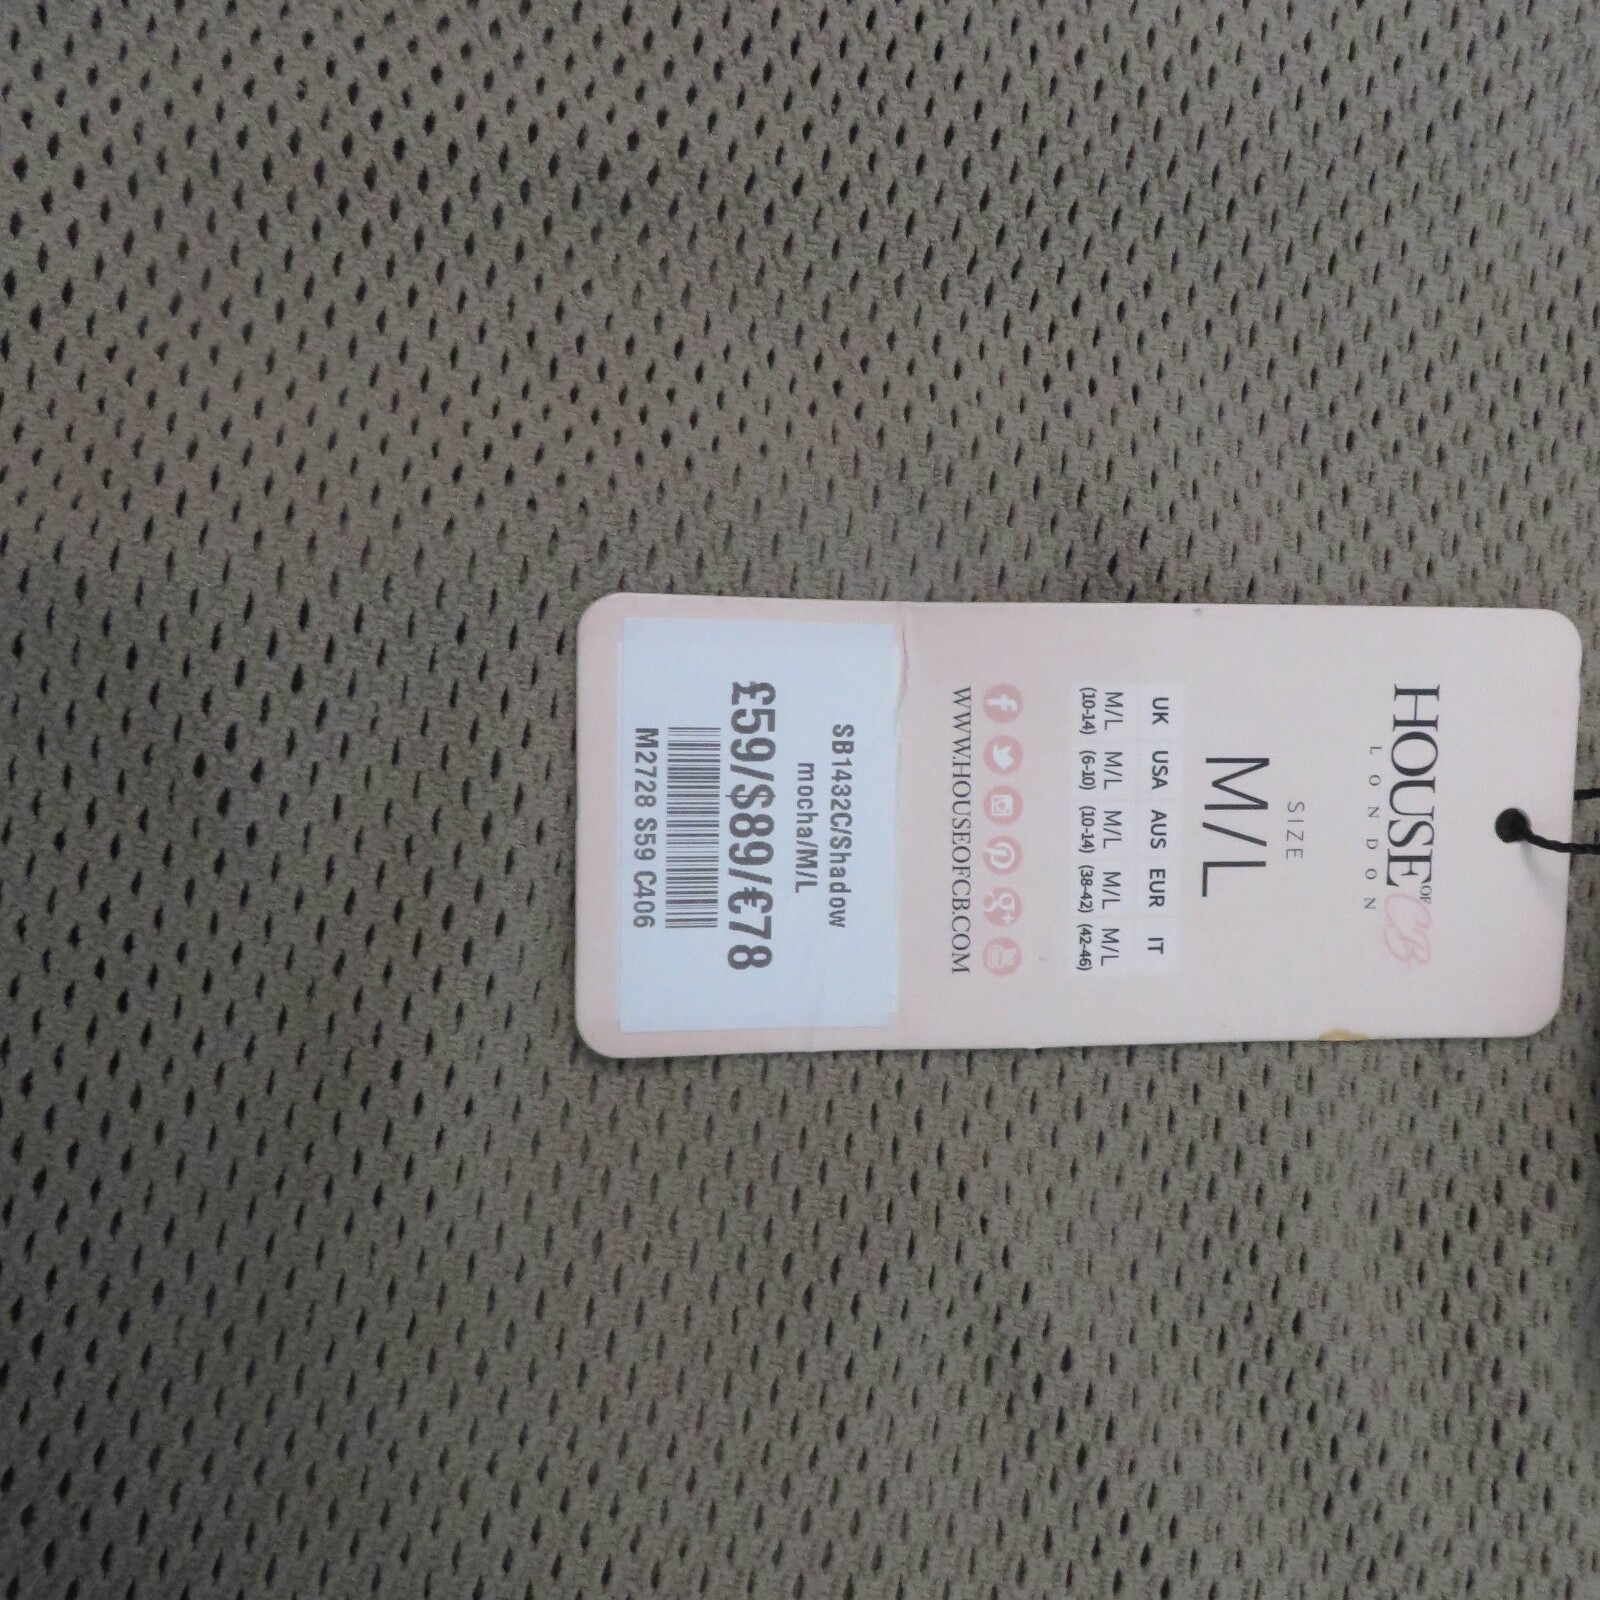 HOUSE OF CB
LONDON
SIZE
M/L
UK USA AUS EUR IT
M/L M/L M/L M/L M/L
(10-14) (6-10) (10-14) (38-42) (42-46)
WWW.HOUSEOFCB.COM
SB1432C/Shadow
mocha/M/L
£59/$89/€78
M2728 S59 C406